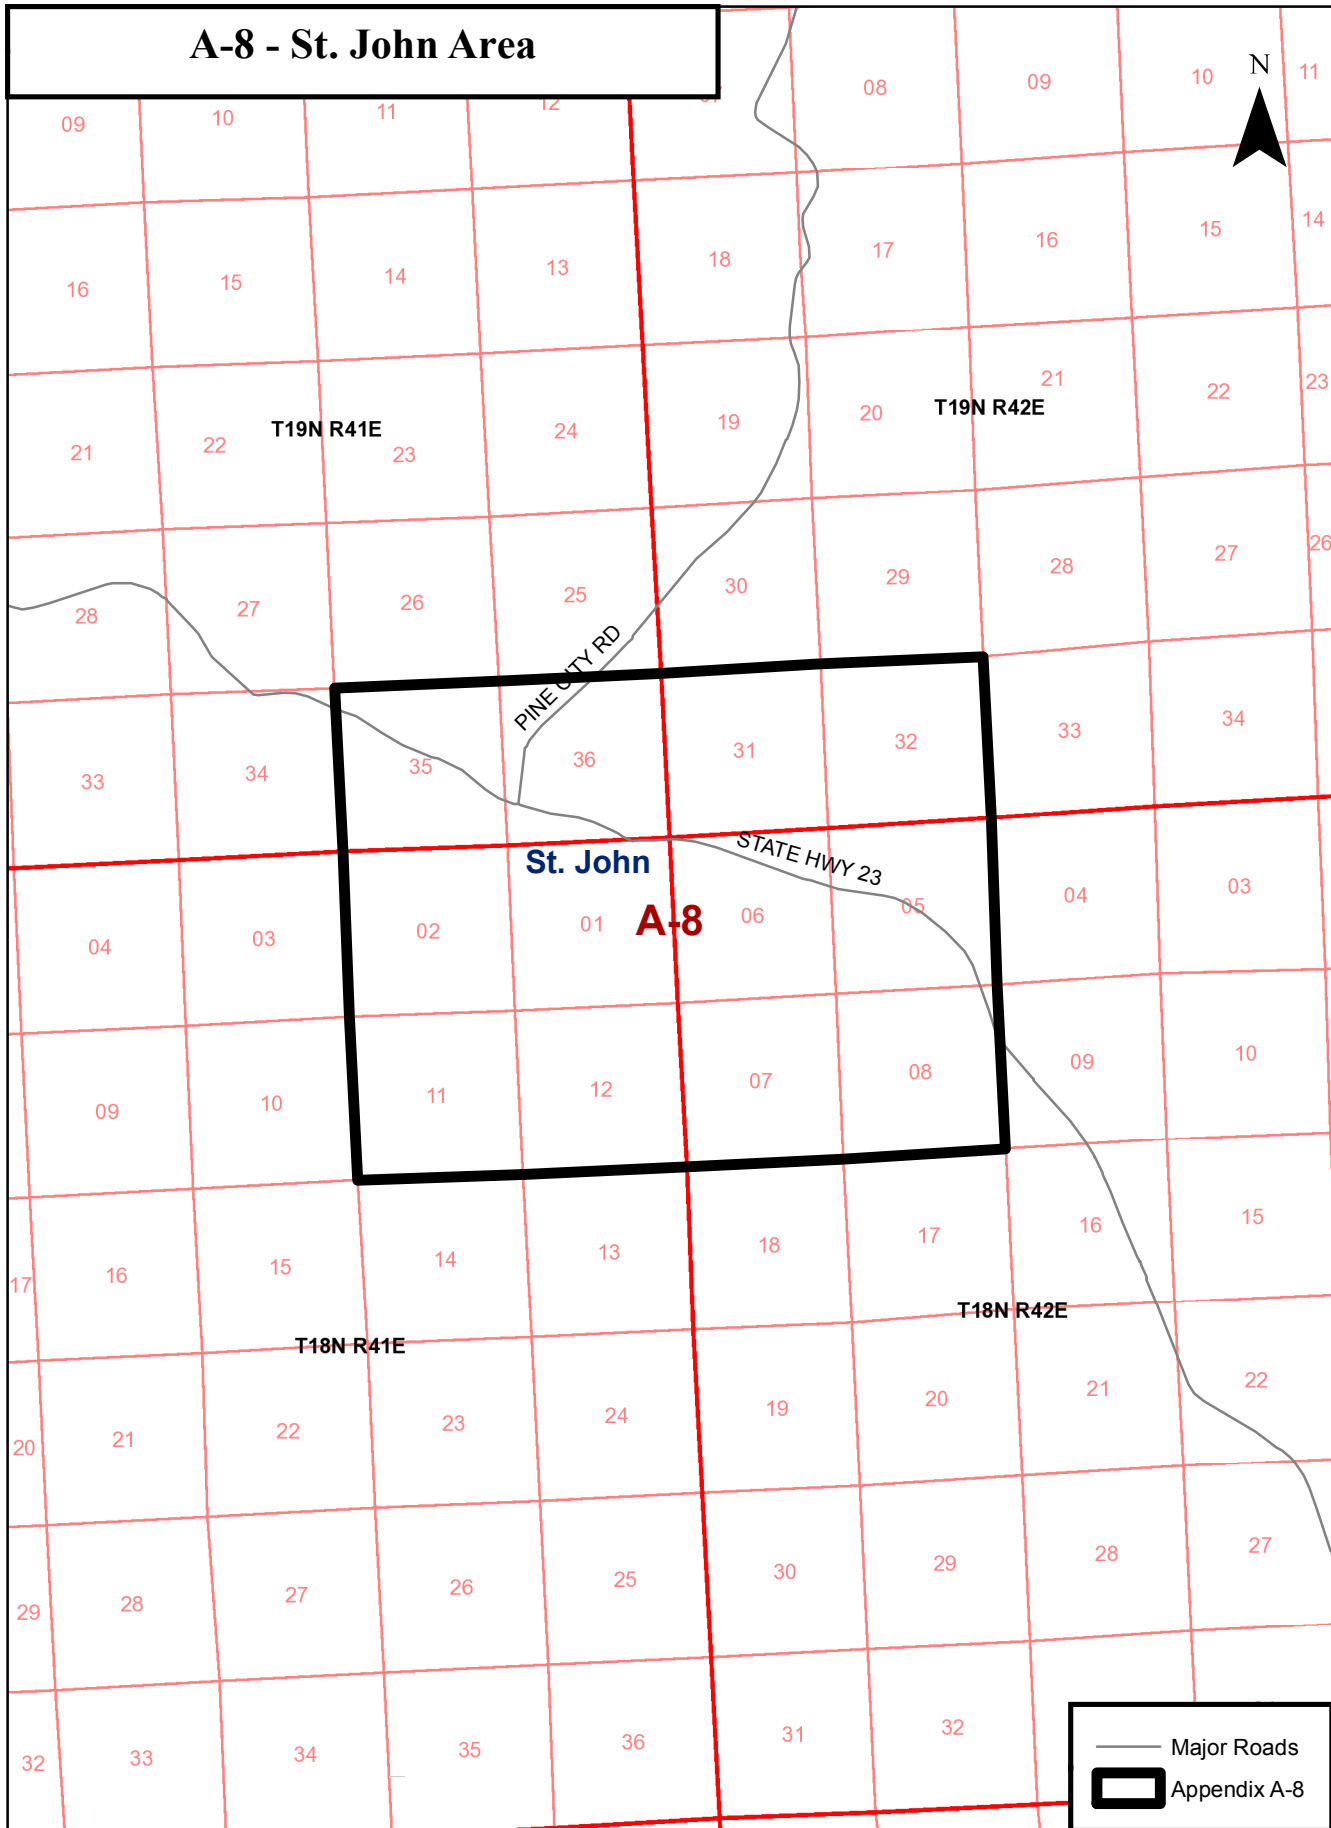 A-8 - St. John Area
N
08 09 10 11
09 10 11 12
18 17 16 15 14
16 15 14 13
T19N R41E
T19N R42E
21 22 23 24 19 20 21 22 23
28 27 26 25 30 29 28 27 26
PINE CITY RD
33 34 35 36 31 32 33 34
STATE HWY 23
St. John
A-8
04 03 02 01 06 05 04 03
09 10 11 12 07 08 09 10
17 16 15 14 13 18 17 16 15
T18N R41E
T18N R42E
20 21 22 23 24 19 20 21 22
29 28 27 26 25 30 29 28 27
32 33 34 35 36 31 32
Major Roads
Appendix A-8